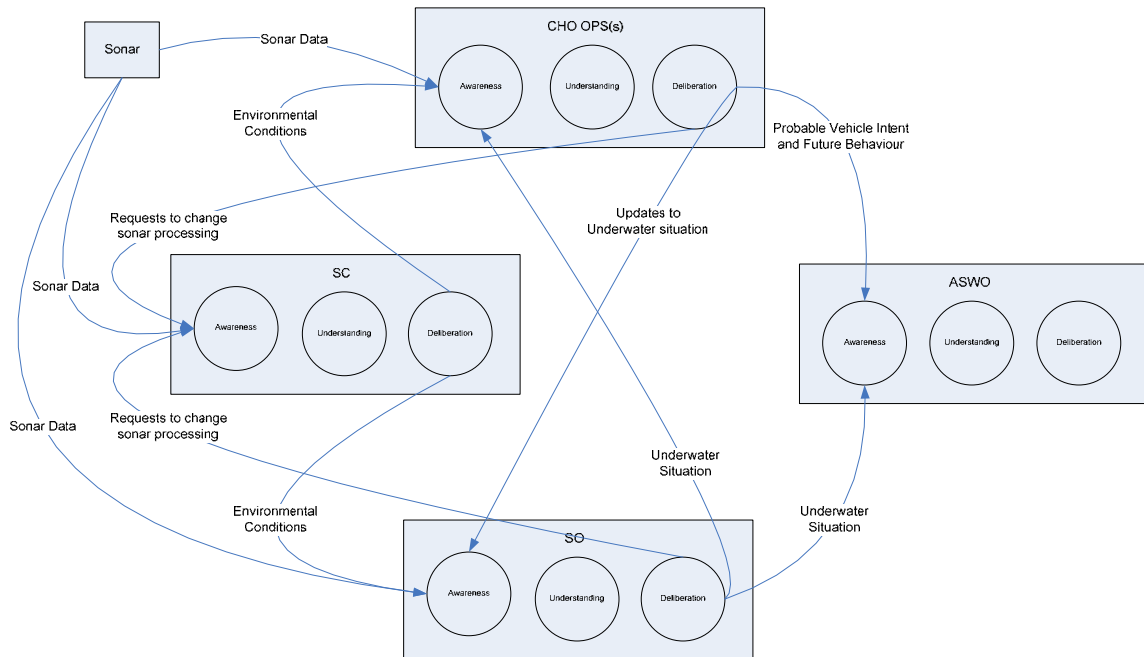 CHO OPS(s)
Sonar
Sonar Data
Awareness
Understanding
Deliberation
Environmental
Conditions
Probable Vehicle Intent
and Future Behaviour
Requests to change
sonar processing
Updates to
Underwater situation
SC
ASWO
Sonar Data
Awareness
Understanding
Deliberation
Awareness
Understanding
Deliberation
Sonar Data
Requests to change
sonar processing
Underwater
Situation
Environmental
Conditions
Underwater
Situation
SO
Awareness
Understanding
Deliberation